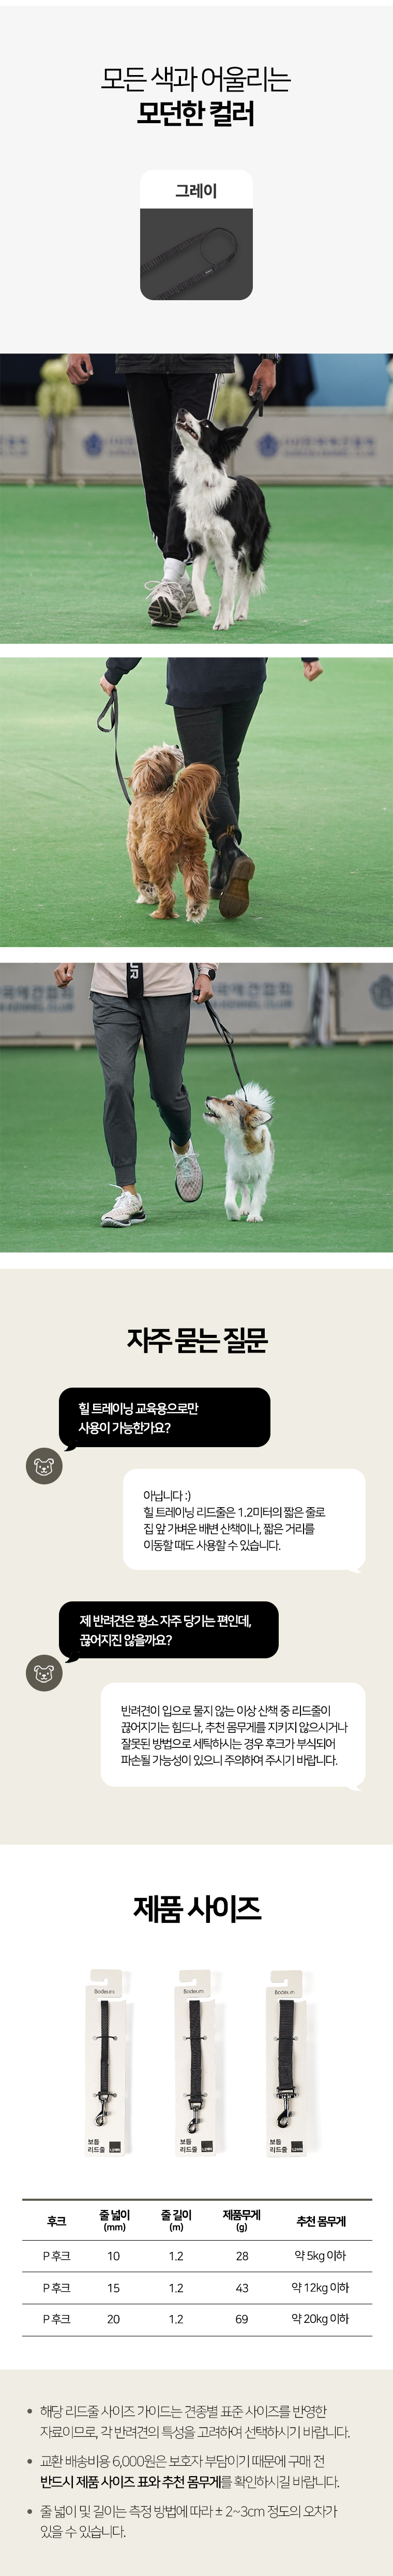 모든 색과 어울리는
모던한 컬러
그레이
자주 묻는 질문
힐 트레이닝 교육용으로만
사용이 가능한가요?
아닙니다 :)
힐 트레이닝 리드줄은 1.2미터의 짧은 줄로
집 앞 가벼운 배변 산책이나, 짧은 거리를
이동할 때도 사용할 수 있습니다.
제 반려견은 평소 자주 당기는 편인데,
끊어지진 않을까요?
반려견이 입으로 물지 않는 이상 산책 중 리드줄이
끊어지기는 힘드나, 추천 몸무게를 지키지 않으시거나
잘못된 방법으로 세탁하시는 경우 후크가 부식되어
파손될 가능성이 있으니 주의하여 주시기 바랍니다.
제품 사이즈
Bodeum Bodeum Bodeum
보듬 리드줄 보듬 리드줄 보듬 리드줄
후크 줄 넓이 (mm) 줄 길이 (m) 제품무게 (g) 추천 몸무게
P 후크 10 1.2 28 약 5kg 이하
P 후크 15 1.2 43 약 12kg 이하
P 후크 20 1.2 69 약 20kg 이하
해당 리드줄 사이즈 가이드는 견종별 표준 사이즈를 반영한
자료이므로, 각 반려견의 특성을 고려하여 선택하시기 바랍니다.
교환 배송비용 6,000원은 보호자 부담이기 때문에 구매 전
반드시 제품 사이즈 표와 추천 몸무게를 확인하시길 바랍니다.
줄 넓이 및 길이는 측정 방법에 따라 ± 2~3cm 정도의 오차가
있을 수 있습니다.